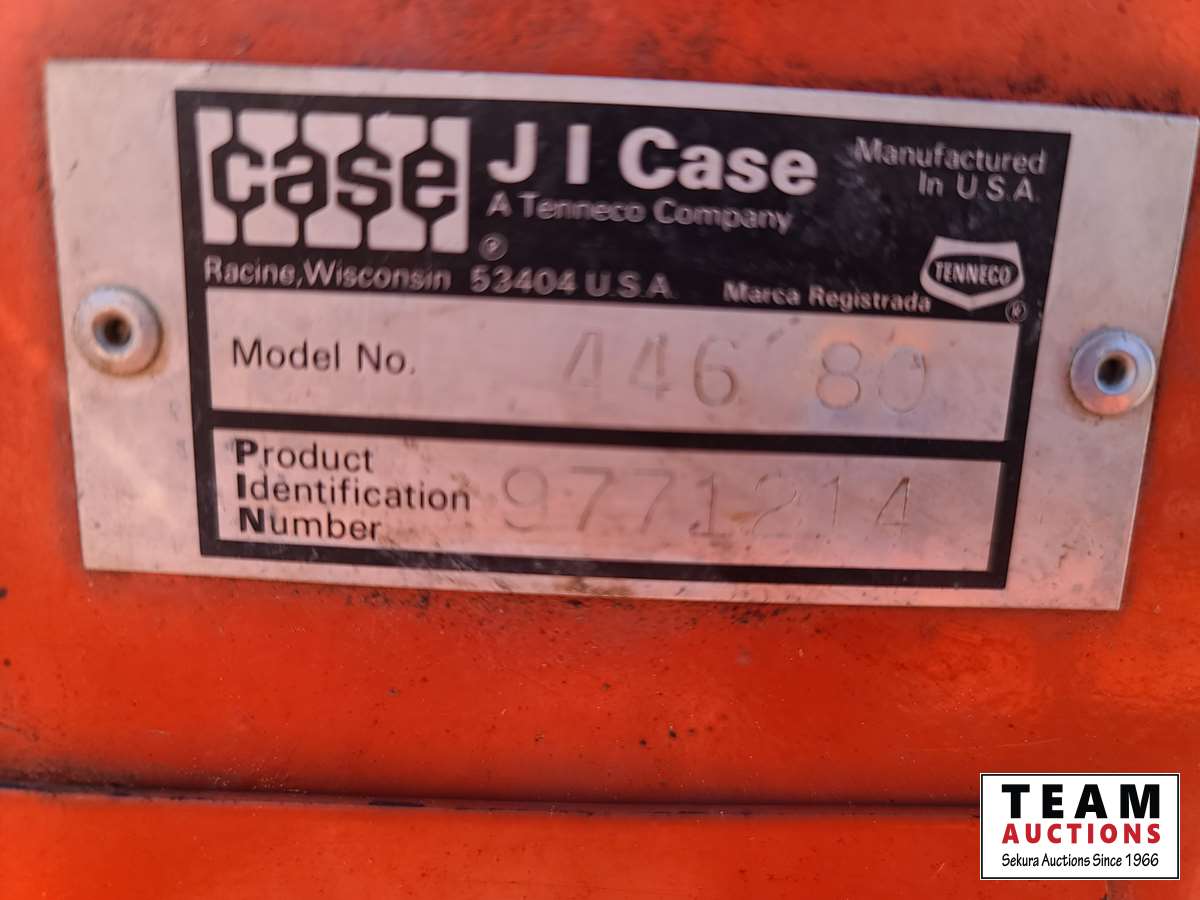 case
J I Case
A Tenneco Company
®
Manufactured
In U.S.A.
Racine, Wisconsin 53404 U.S.A.
Marca Registrada
TENNECO
®
Model No. 446 80
Product
Identification
Number
9771214
TEAM
AUCTIONS
Sekura Auctions Since 1966